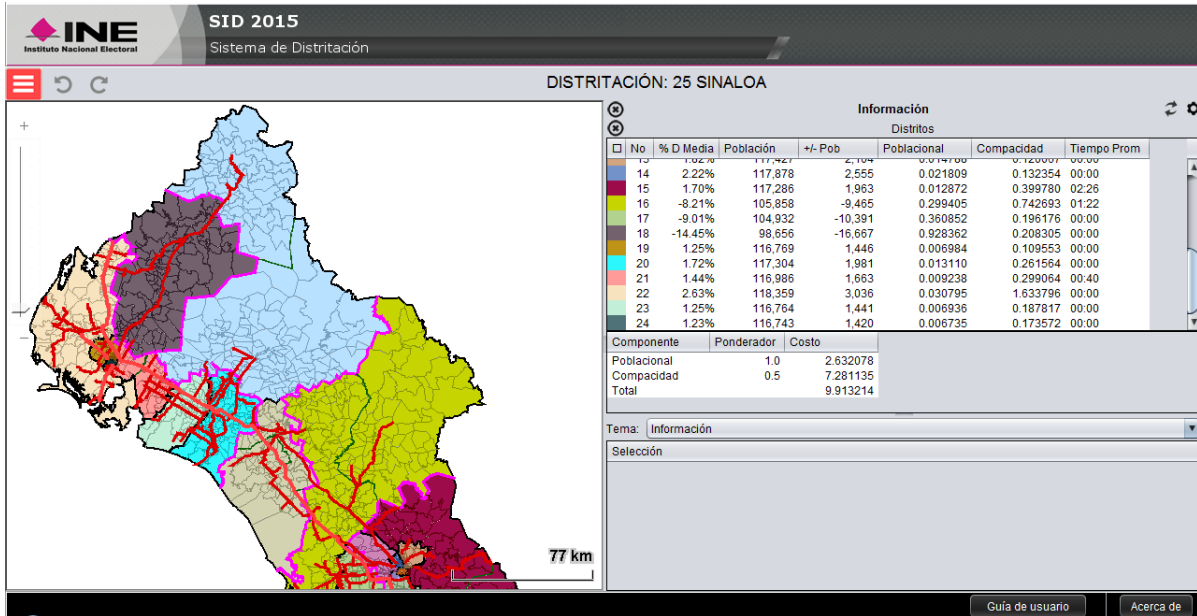 INE
Instituto Nacional Electoral
SID 2015
Sistema de Distritación
DISTRITACIÓN: 25 SINALOA
Información
Distritos
No % D Media Población +/- Pob Poblacional Compacidad Tiempo Prom
14 2.22% 117,878 2,555 0.021809 0.132354 00:00
15 1.70% 117,286 1,963 0.012872 0.399780 02:26
16 -8.21% 105,858 -9,465 0.299405 0.742693 01:22
17 -9.01% 104,932 -10,391 0.360852 0.196176 00:00
18 -14.45% 98,656 -16,667 0.928362 0.208305 00:00
19 1.25% 116,769 1,446 0.006984 0.109553 00:00
20 1.72% 117,304 1,981 0.013110 0.261564 00:00
21 1.44% 116,986 1,663 0.009238 0.299064 00:40
22 2.63% 118,359 3,036 0.030795 1.633796 00:00
23 1.25% 116,764 1,441 0.006936 0.187817 00:00
24 1.23% 116,743 1,420 0.006735 0.173572 00:00
Componente Ponderador Costo
Poblacional 1.0 2.632078
Compacidad 0.5 7.281135
Total 9.913214
Tema: Información
Selección
77 km
Guía de usuario Acerca de